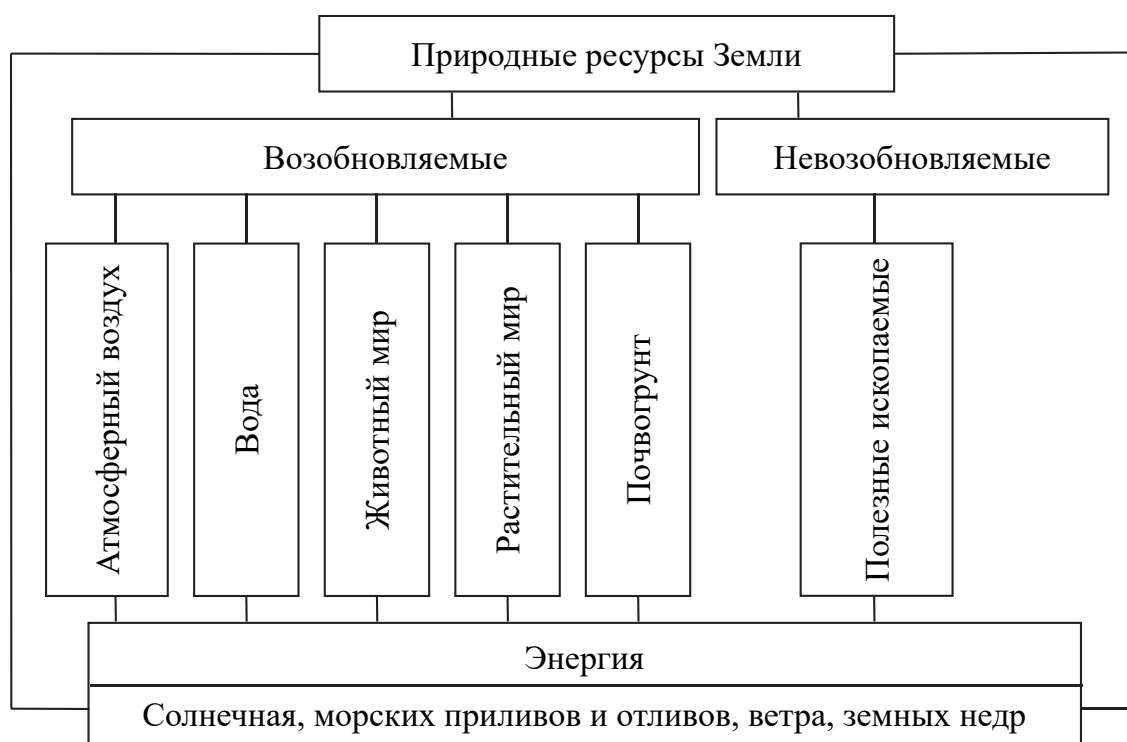 Природные ресурсы Земли
Возобновляемые
Невозобновляемые
Атмосферный воздух
Вода
Животный мир
Растительный мир
Почвогрунт
Полезные ископаемые
Энергия
Солнечная, морских приливов и отливов, ветра, земных недр